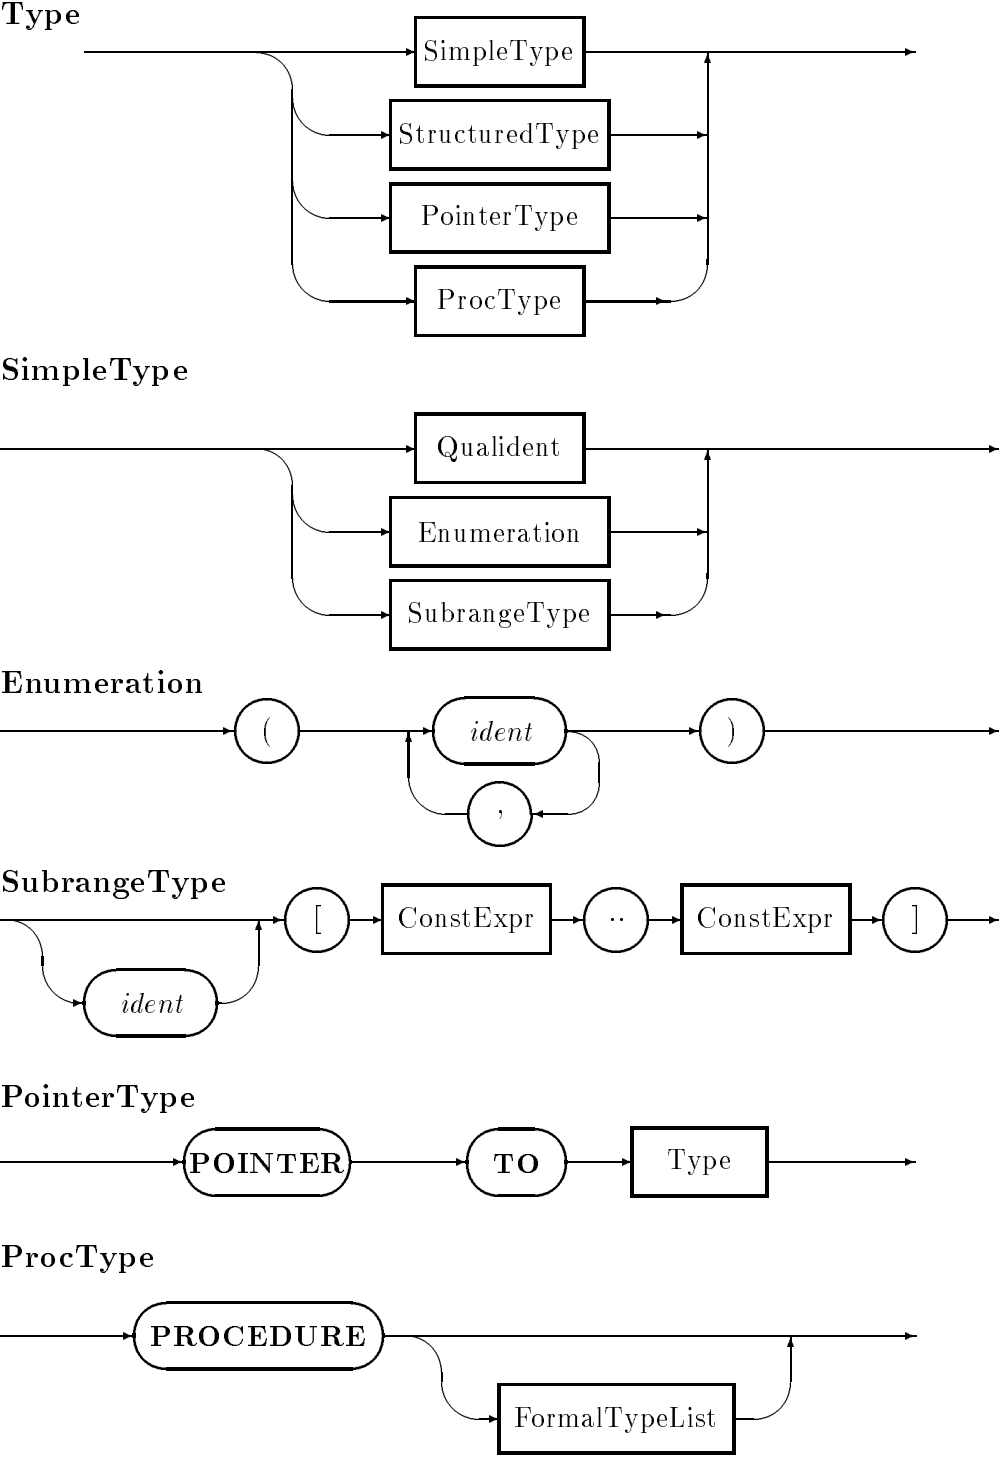 Type
SimpleType
StructuredType
PointerType
ProcType
SimpleType
Qualident
Enumeration
SubrangeType
Enumeration
( ident )
,
SubrangeType
[ ConstExpr .. ConstExpr ]
ident
PointerType
POINTER TO Type
ProcType
PROCEDURE
FormalTypeList